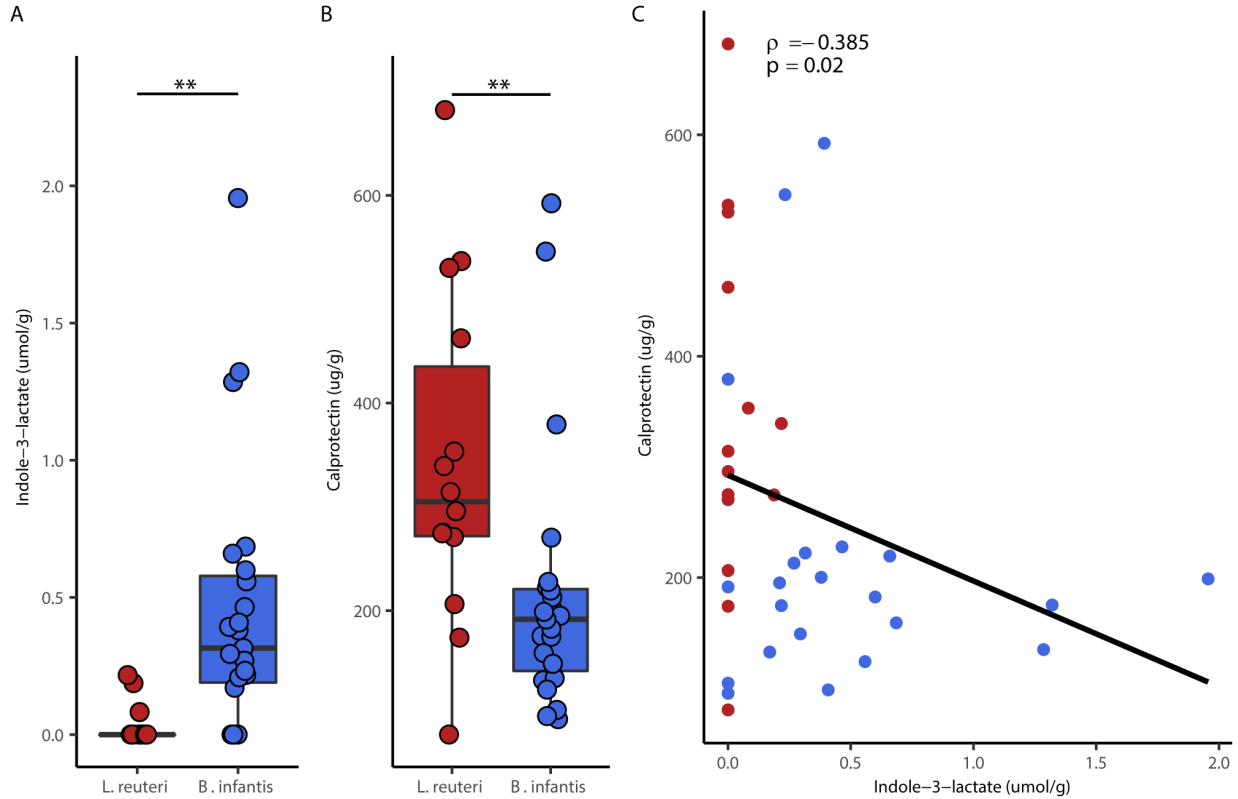 A
**
2.0
1.5
1.0
0.5
0.0
Indole−3−lactate (umol/g)
L. reuteri
B. infantis
B
**
600
400
200
Calprotectin (ug/g)
L. reuteri
B. infantis
C
ρ =− 0.385
p = 0.02
600
400
200
Calprotectin (ug/g)
0.0
0.5
1.0
1.5
2.0
Indole−3−lactate (umol/g)